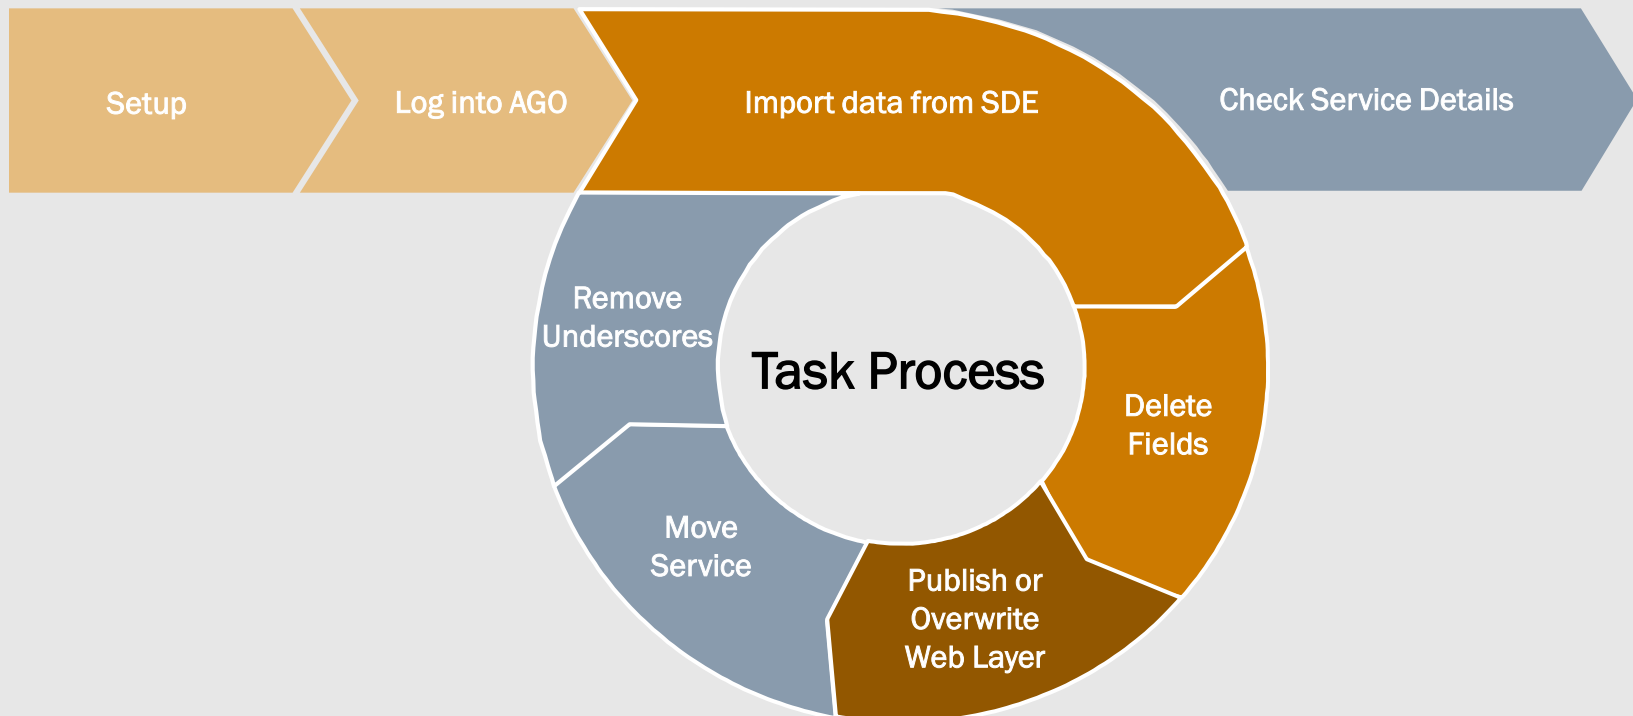 Setup
Log into AGO
Import data from SDE
Check Service Details
Remove
Underscores
Task Process
Delete
Fields
Move
Service
Publish or
Overwrite
Web Layer